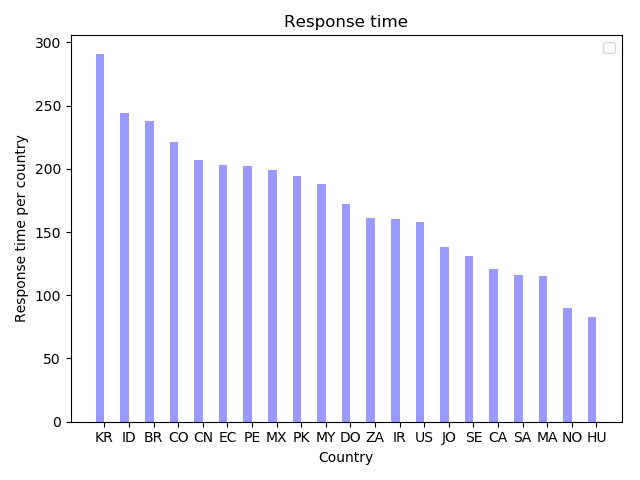 Response time
300
250
200
150
100
50
0
Response time per country
KR ID BR CO CN EC PE MX PK MY DO ZA IR US JO SE CA SA MA NO HU
Country